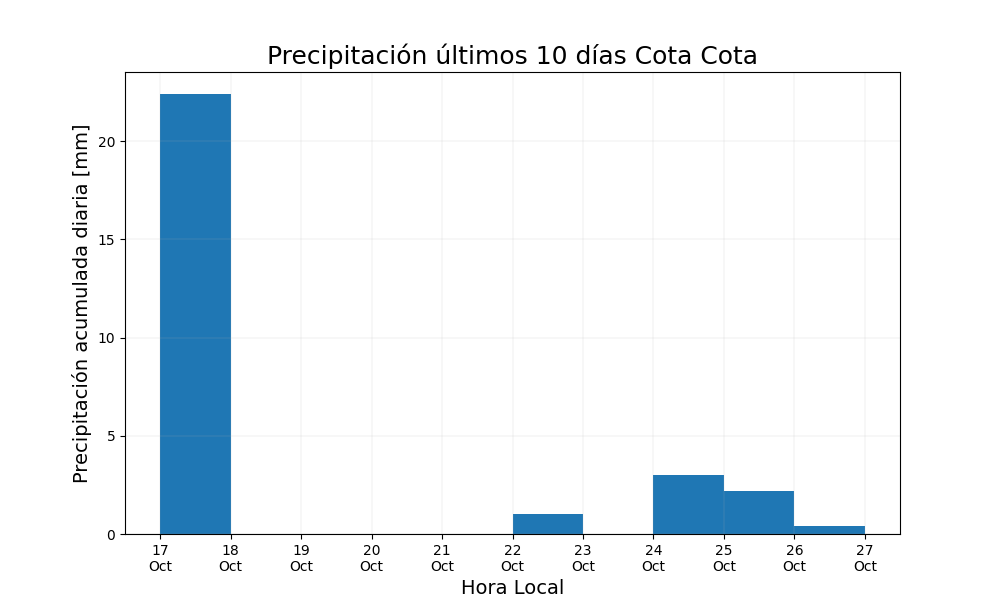 Precipitación últimos 10 días Cota Cota
Precipitación acumulada diaria [mm]
20
15
10
5
0
17 18 19 20 21 22 23 24 25 26 27
Oct Oct Oct Oct Oct Oct Oct Oct Oct Oct Oct
Hora Local